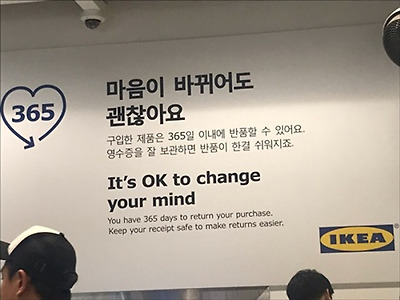 365
마음이 바뀌어도
괜찮아요
구입한 제품은 365일 이내에 반품할 수 있어요.
영수증을 잘 보관하면 반품이 한결 쉬워지죠.
It's OK to change
your mind
You have 365 days to return your purchase.
Keep your receipt safe to make returns easier.
IKEA